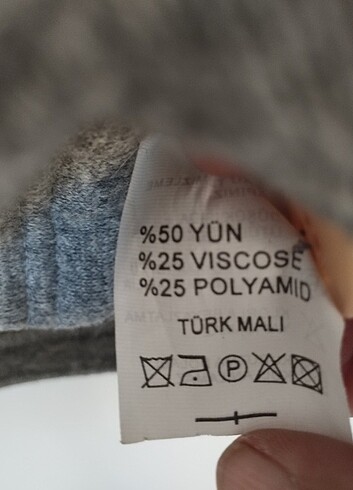 %50 YÜN
%25 VISCOSE
%25 POLYAMID
TÜRK MALI
P